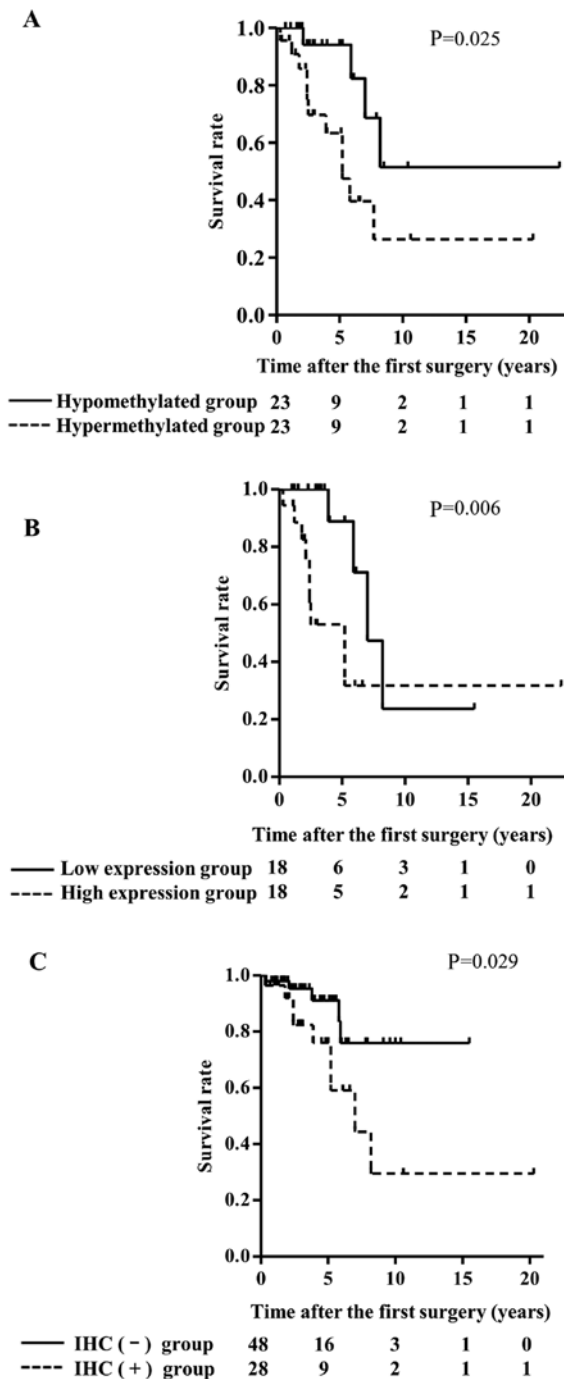 A
P=0.025
Survival rate
1.0
0.8
0.6
0.4
0.2
0.0
0 5 10 15 20
Time after the first surgery (years)
Hypomethylated group 23 9 2 1 1
Hypermethylated group 23 9 2 1 1
B
P=0.006
Survival rate
1.0
0.8
0.6
0.4
0.2
0.0
0 5 10 15 20
Time after the first surgery (years)
Low expression group 18 6 3 1 0
High expression group 18 5 2 1 1
C
P=0.029
Survival rate
1.0
0.8
0.6
0.4
0.2
0.0
0 5 10 15 20
Time after the first surgery (years)
IHC (−) group 48 16 3 1 0
IHC (+) group 28 9 2 1 1